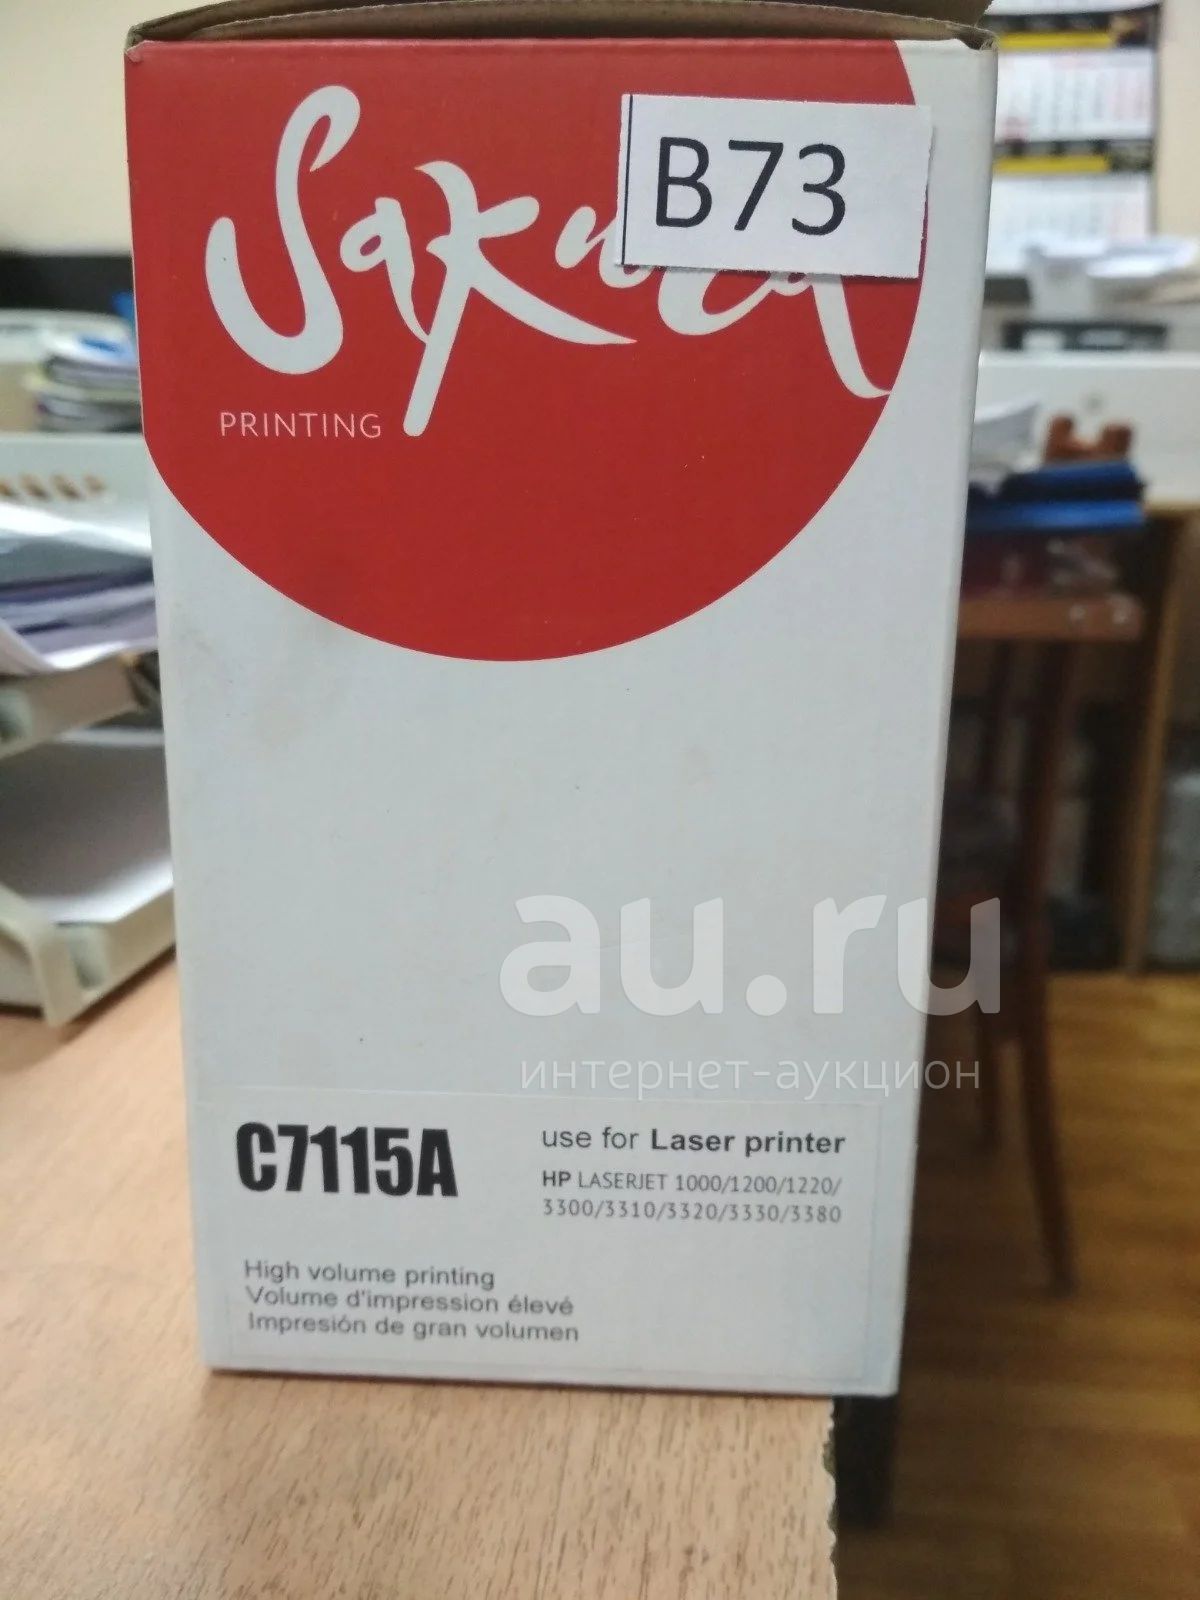 Sakura
B73
PRINTING
au.ru
интернет-аукцион
C7115A
use for Laser printer
HP LASERJET 1000/1200/1220/
3300/3310/3320/3330/3380
High volume printing
Volume d'impression élevé
Impresión de gran volumen